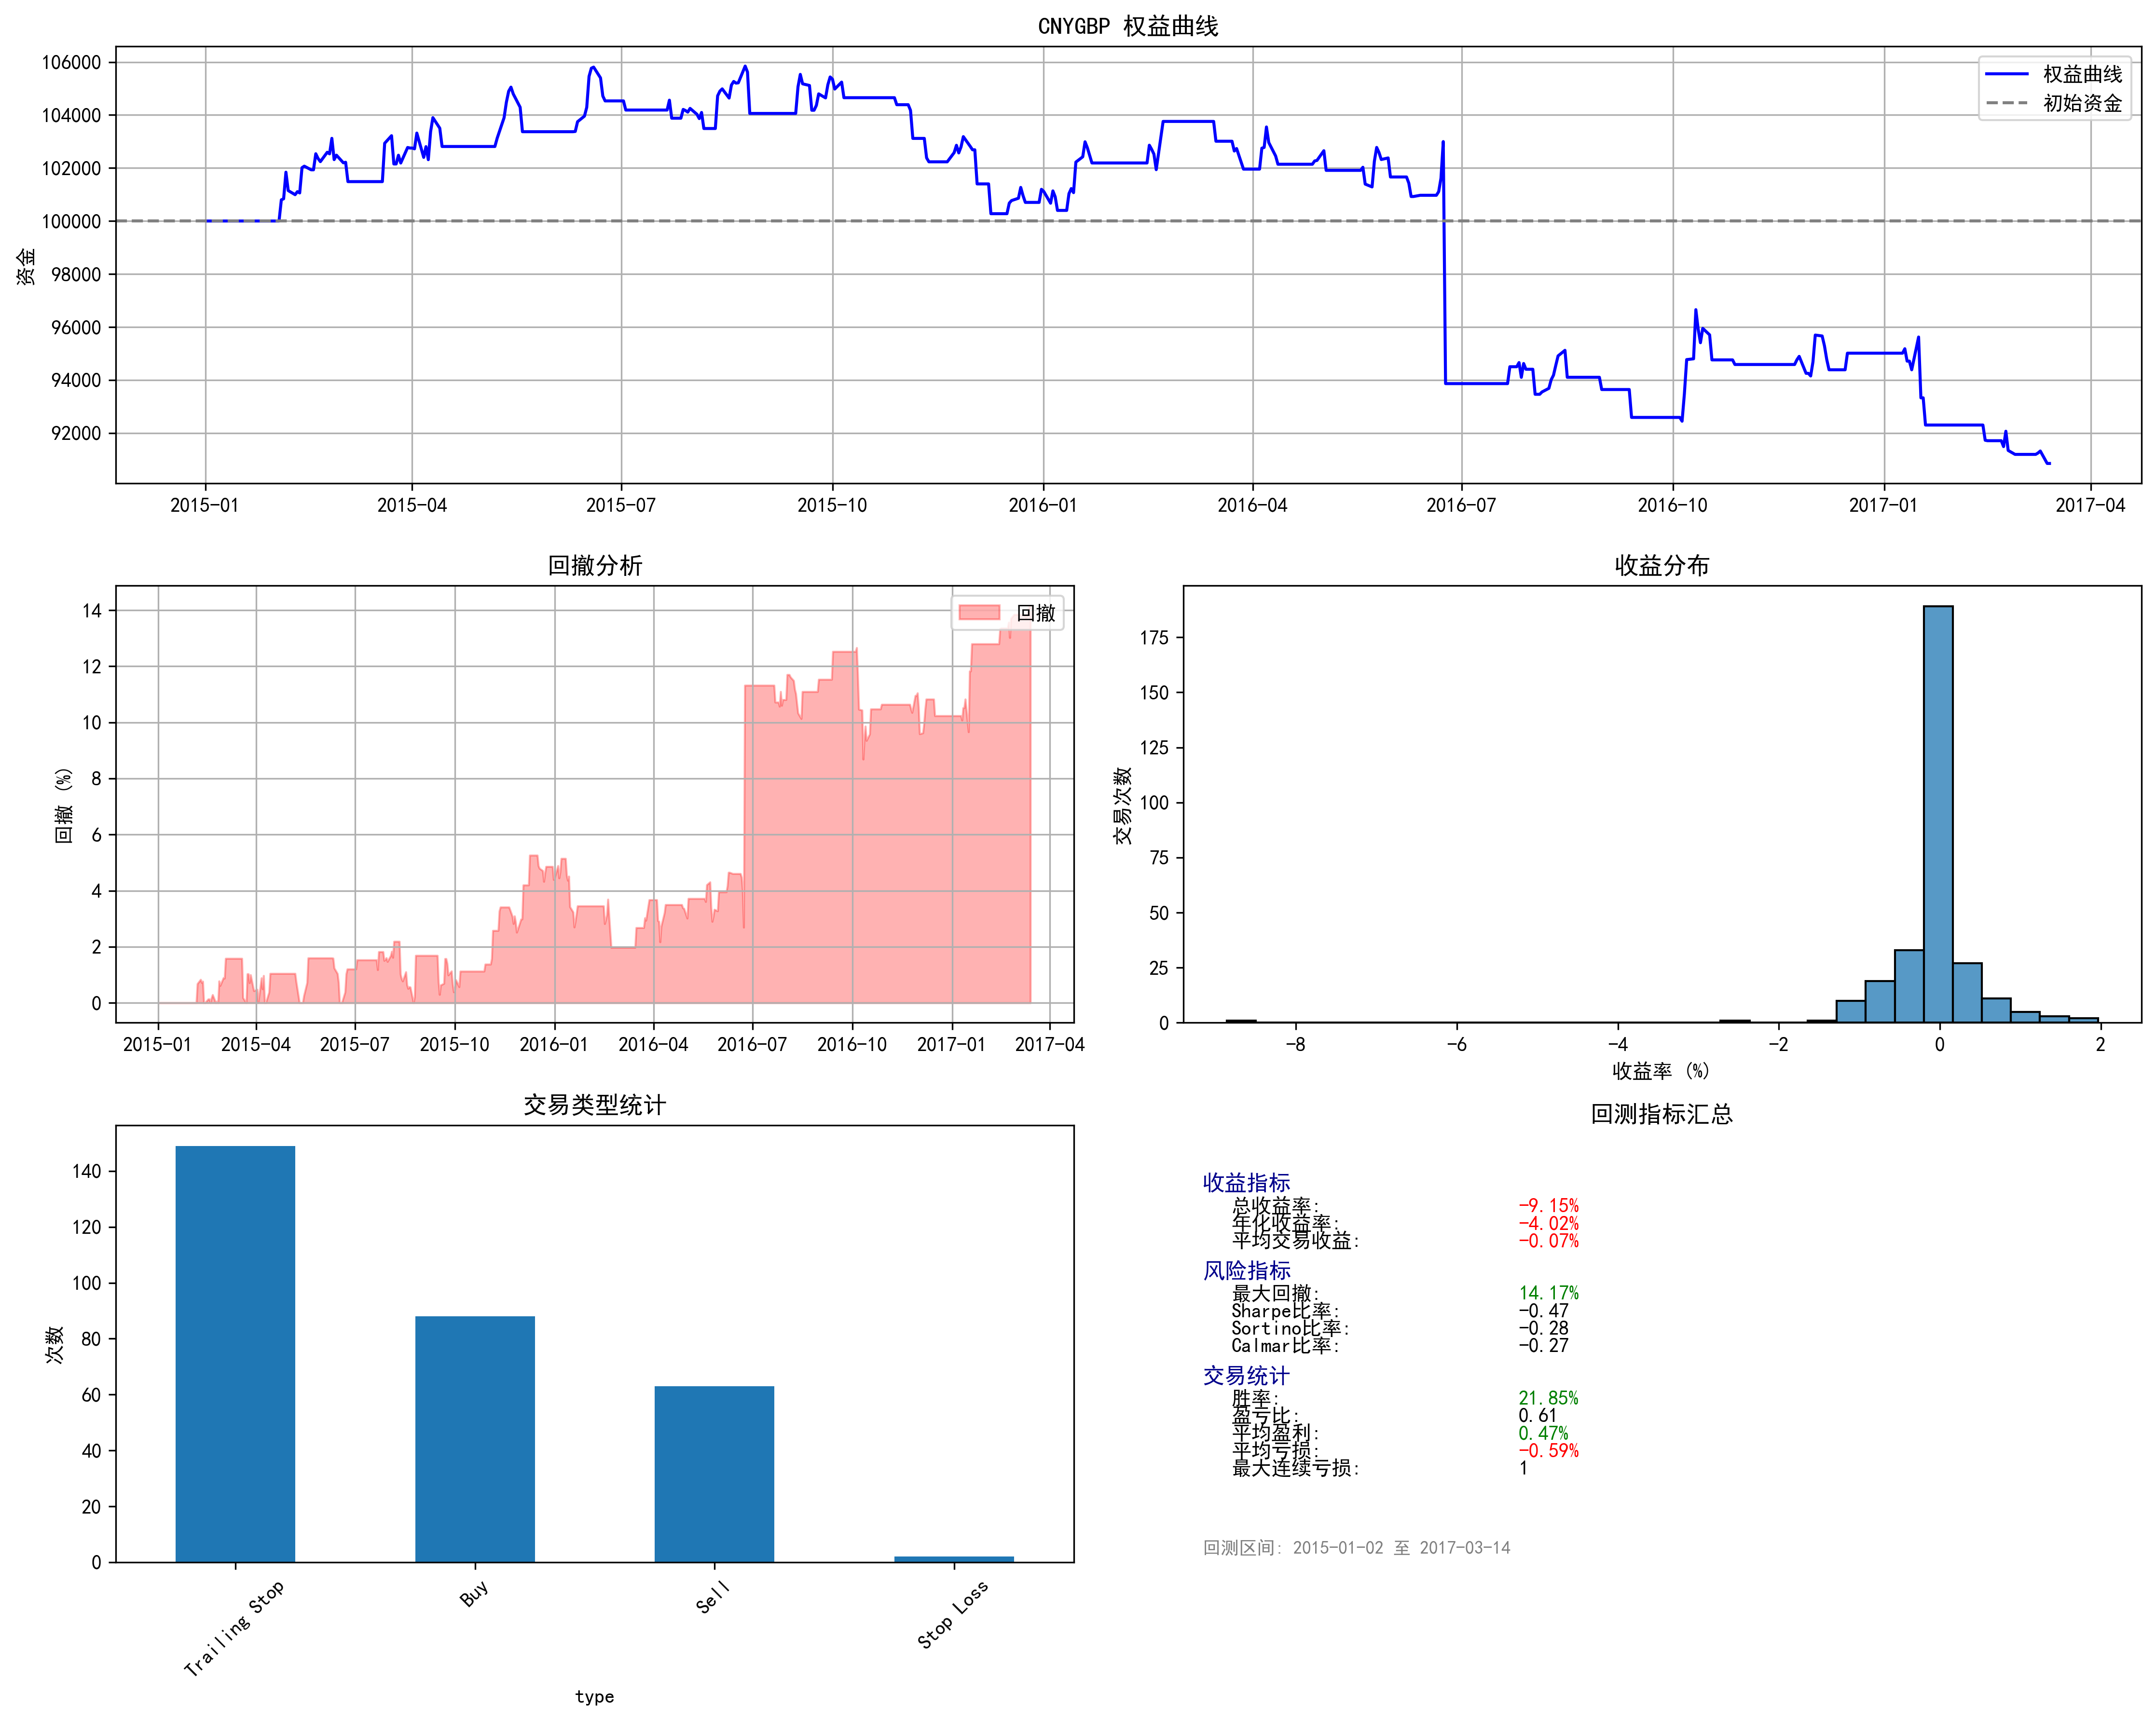 CNYGBP 权益曲线
资金
106000
104000
102000
100000
98000
96000
94000
92000
权益曲线
初始资金
2015-01 2015-04 2015-07 2015-10 2016-01 2016-04 2016-07 2016-10 2017-01 2017-04
回撤分析
回撤 (%)
14
12
10
8
6
4
2
0
回撤
2015-01 2015-04 2015-07 2015-10 2016-01 2016-04 2016-07 2016-10 2017-01 2017-04
收益分布
交易次数
175
150
125
100
75
50
25
0
-8 -6 -4 -2 0 2
收益率 (%)
交易类型统计
次数
140
120
100
80
60
40
20
0
Trailing Stop Buy Sell Stop Loss
type
回测指标汇总
收益指标
总收益率: -9.15%
年化收益率: -4.02%
平均交易收益: -0.07%
风险指标
最大回撤: 14.17%
Sharpe比率: -0.47
Sortino比率: -0.28
Calmar比率: -0.27
交易统计
胜率: 21.85%
盈亏比: 0.61
平均盈利: 0.47%
平均亏损: -0.59%
最大连续亏损: 1
回测区间: 2015-01-02 至 2017-03-14